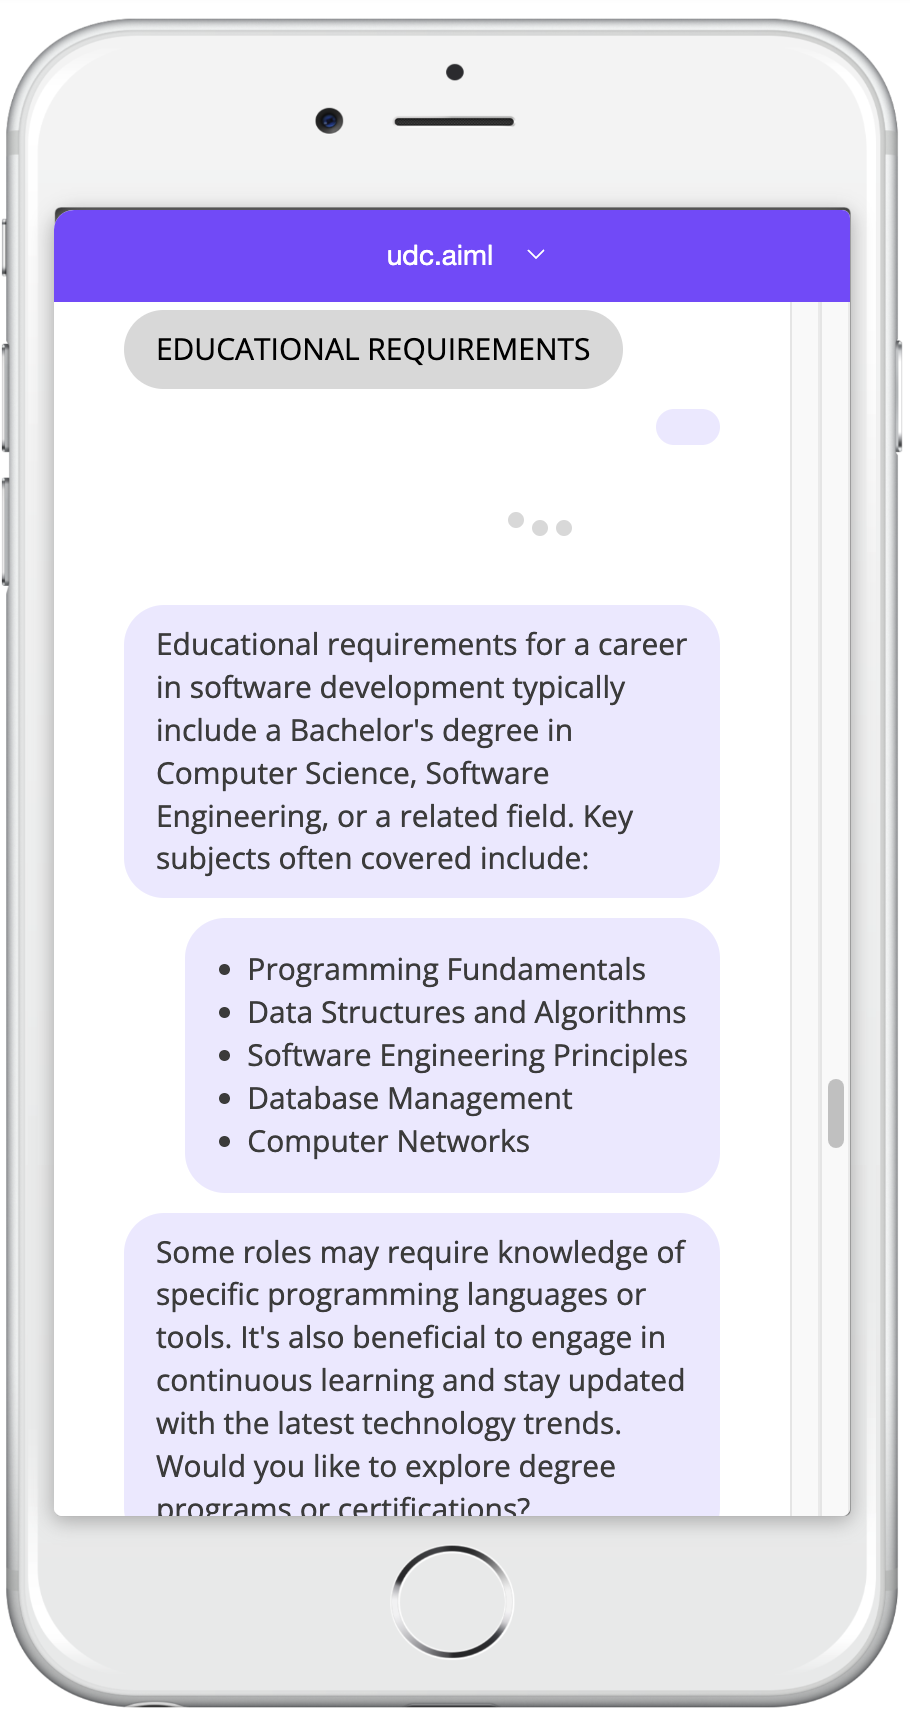 udc.aiml
EDUCATIONAL REQUIREMENTS
Educational requirements for a career
in software development typically
include a Bachelor's degree in
Computer Science, Software
Engineering, or a related field. Key
subjects often covered include:
• Programming Fundamentals
• Data Structures and Algorithms
• Software Engineering Principles
• Database Management
• Computer Networks
Some roles may require knowledge of
specific programming languages or
tools. It's also beneficial to engage in
continuous learning and stay updated
with the latest technology trends.
Would you like to explore degree
programs or certifications?